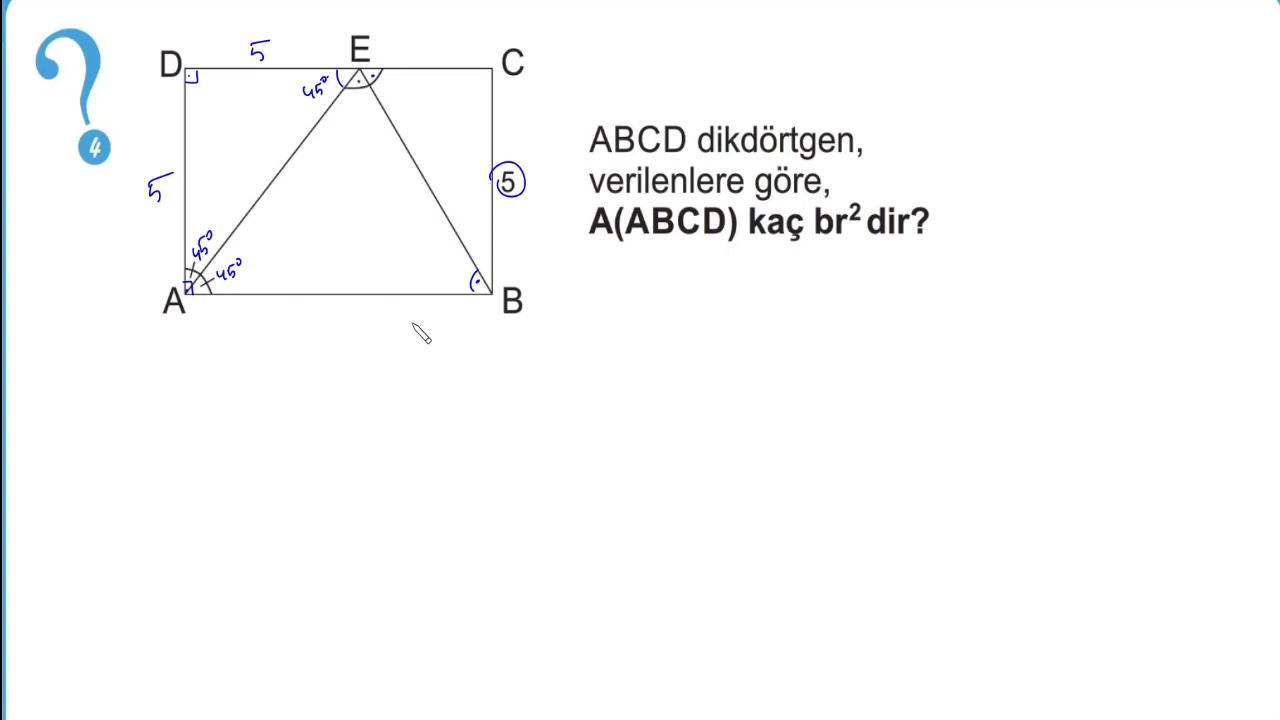 4
5
D E C
45°
5 5
45°
45°
A B
ABCD dikdörtgen,
verilenlere göre,
A(ABCD) kaç br² dir?